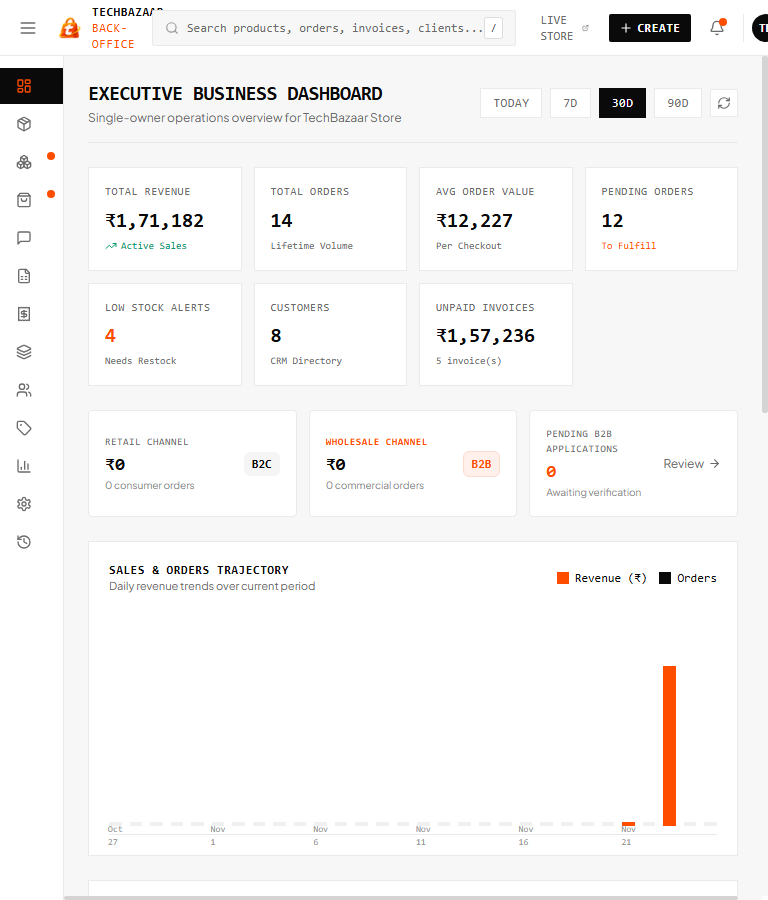 TECHBAZAAR
BACK-
OFFICE
Search products, orders, invoices, clients...
/
LIVE
STORE
+ CREATE
EXECUTIVE BUSINESS DASHBOARD
Single-owner operations overview for TechBazaar Store
TODAY
7D
30D
90D
TOTAL REVENUE
₹1,71,182
Active Sales
TOTAL ORDERS
14
Lifetime Volume
AVG ORDER VALUE
₹12,227
Per Checkout
PENDING ORDERS
12
To Fulfill
LOW STOCK ALERTS
4
Needs Restock
CUSTOMERS
8
CRM Directory
UNPAID INVOICES
₹1,57,236
5 invoice(s)
RETAIL CHANNEL
₹0
0 consumer orders
B2C
WHOLESALE CHANNEL
₹0
0 commercial orders
B2B
PENDING B2B
APPLICATIONS
0
Awaiting verification
Review →
SALES & ORDERS TRAJECTORY
Daily revenue trends over current period
Revenue (₹)
Orders
Oct
27
Nov
1
Nov
6
Nov
11
Nov
16
Nov
21